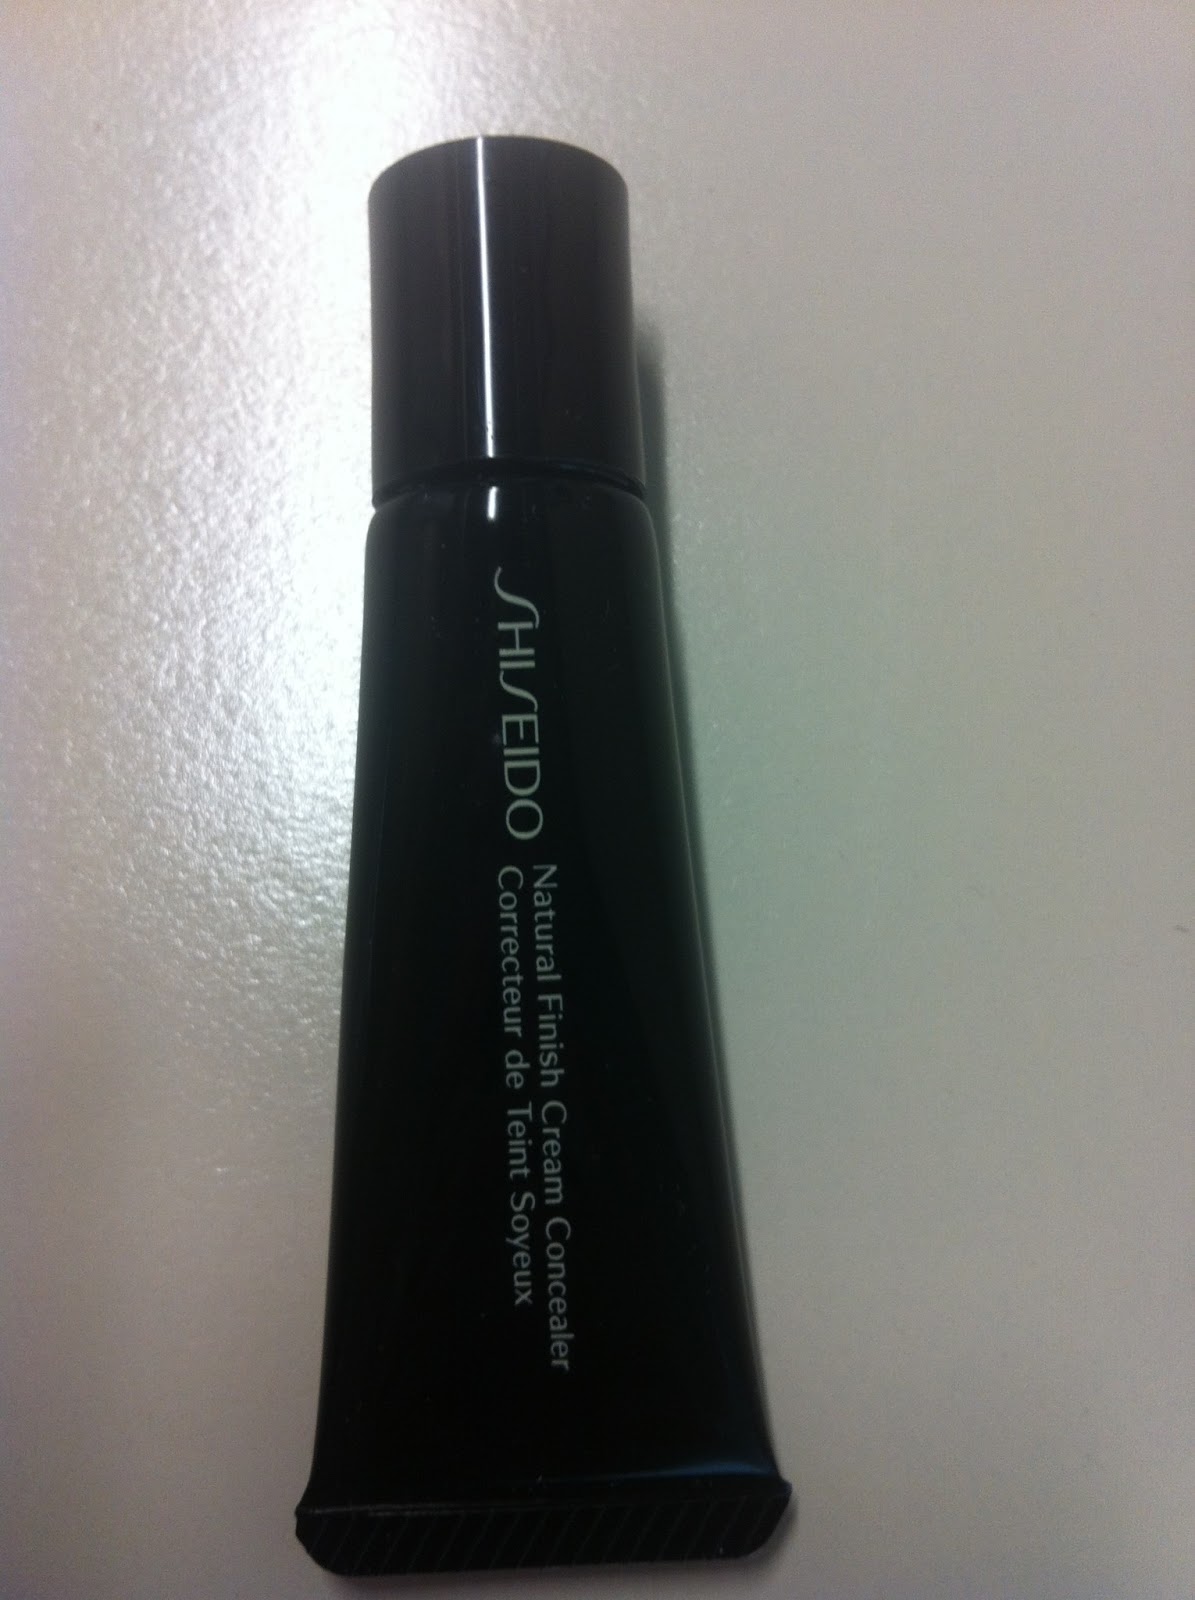 SHISEIDO
Natural Finish Cream Concealer
Correcteur de Teint Soyeux